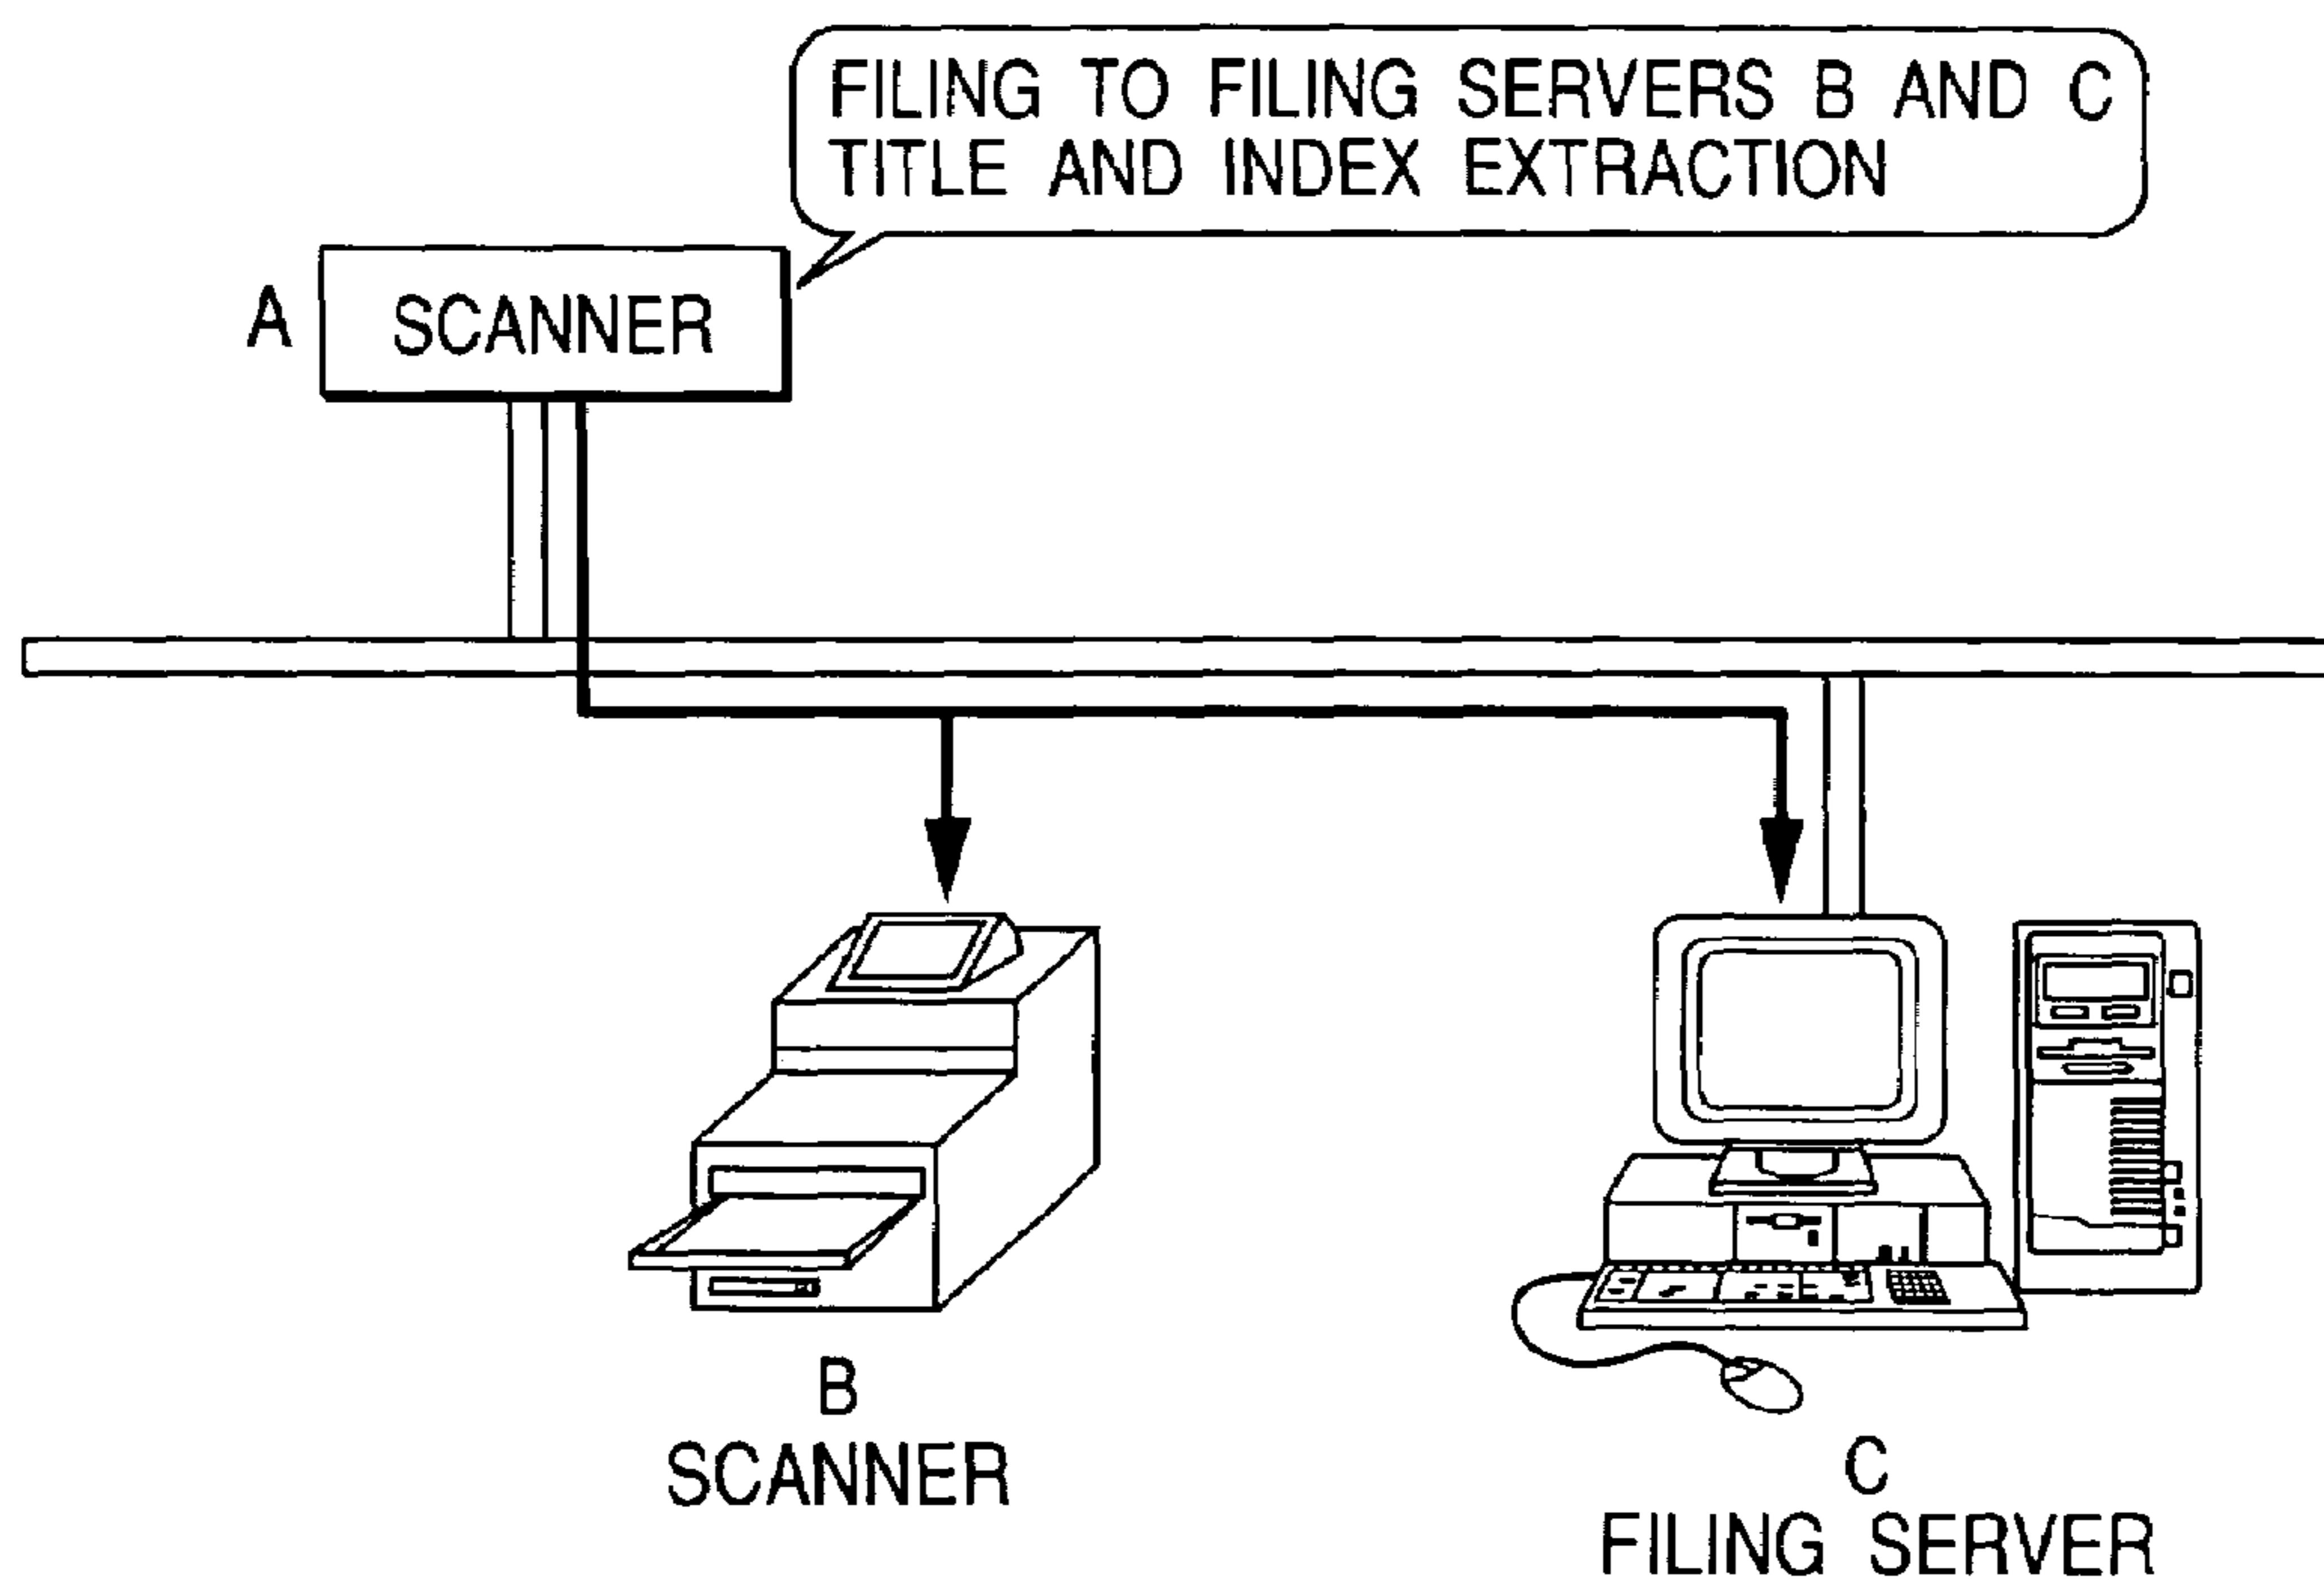 FILING TO FILING SERVERS B AND C
TITLE AND INDEX EXTRACTION
A
SCANNER
B
SCANNER
C
FILING SERVER